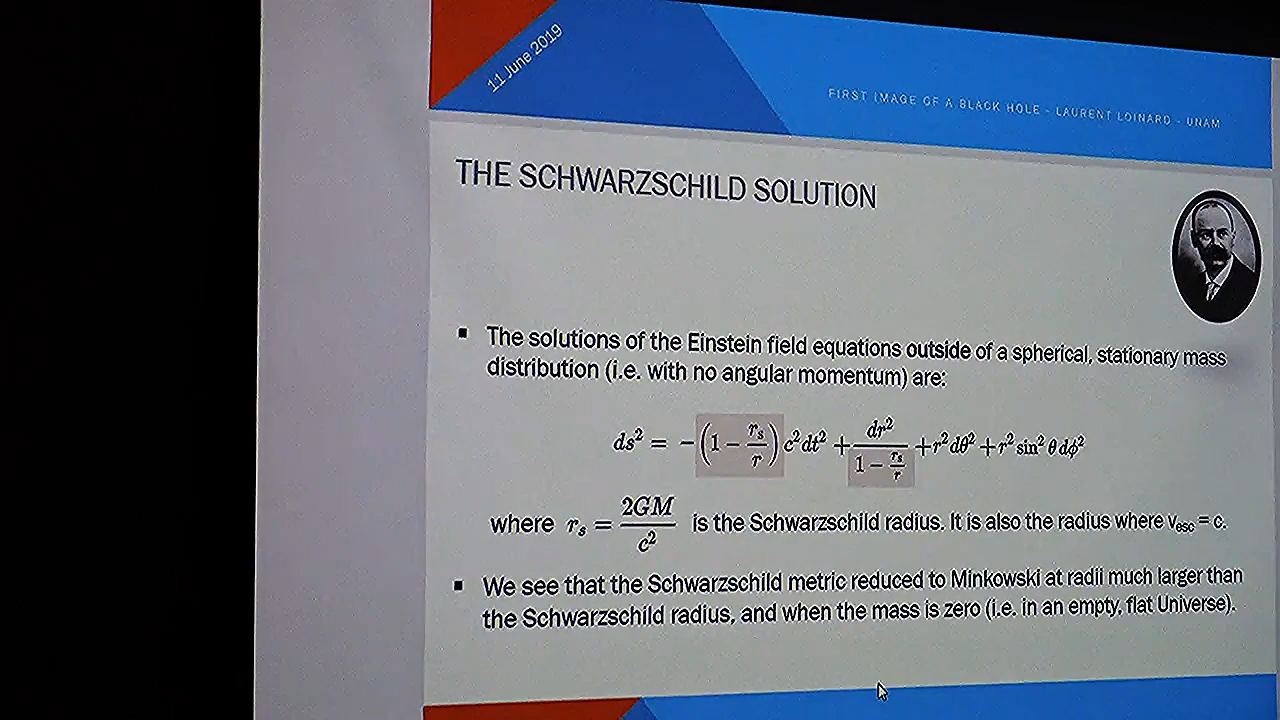 11 June 2019
FIRST IMAGE OF A BLACK HOLE - LAURENT LOINARD - UNAM
THE SCHWARZSCHILD SOLUTION
▪ The solutions of the Einstein field equations outside of a spherical, stationary mass
distribution (i.e. with no angular momentum) are:
ds² = −(1 − r_s/r) c²dt² + dr²/(1 − r_s/r) + r²dθ² + r² sin² θ dϕ²
where r_s = 2GM/c² is the Schwarzschild radius. It is also the radius where v_esc = c.
▪ We see that the Schwarzschild metric reduced to Minkowski at radii much larger than
the Schwarzschild radius, and when the mass is zero (i.e. in an empty, flat Universe).